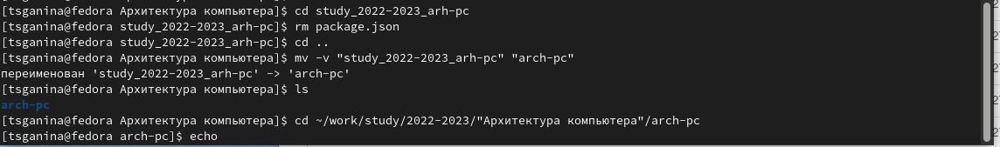 [tsganina@fedora Архитектура компьютера]$ cd study_2022-2023_arh-pc
[tsganina@fedora study_2022-2023_arh-pc]$ rm package.json
[tsganina@fedora study_2022-2023_arh-pc]$ cd ..
[tsganina@fedora Архитектура компьютера]$ mv -v "study_2022-2023_arh-pc" "arch-pc"
переименован 'study_2022-2023_arh-pc' -> 'arch-pc'
[tsganina@fedora Архитектура компьютера]$ ls
arch-pc
[tsganina@fedora Архитектура компьютера]$ cd ~/work/study/2022-2023/"Архитектура компьютера"/arch-pc
[tsganina@fedora arch-pc]$ echo